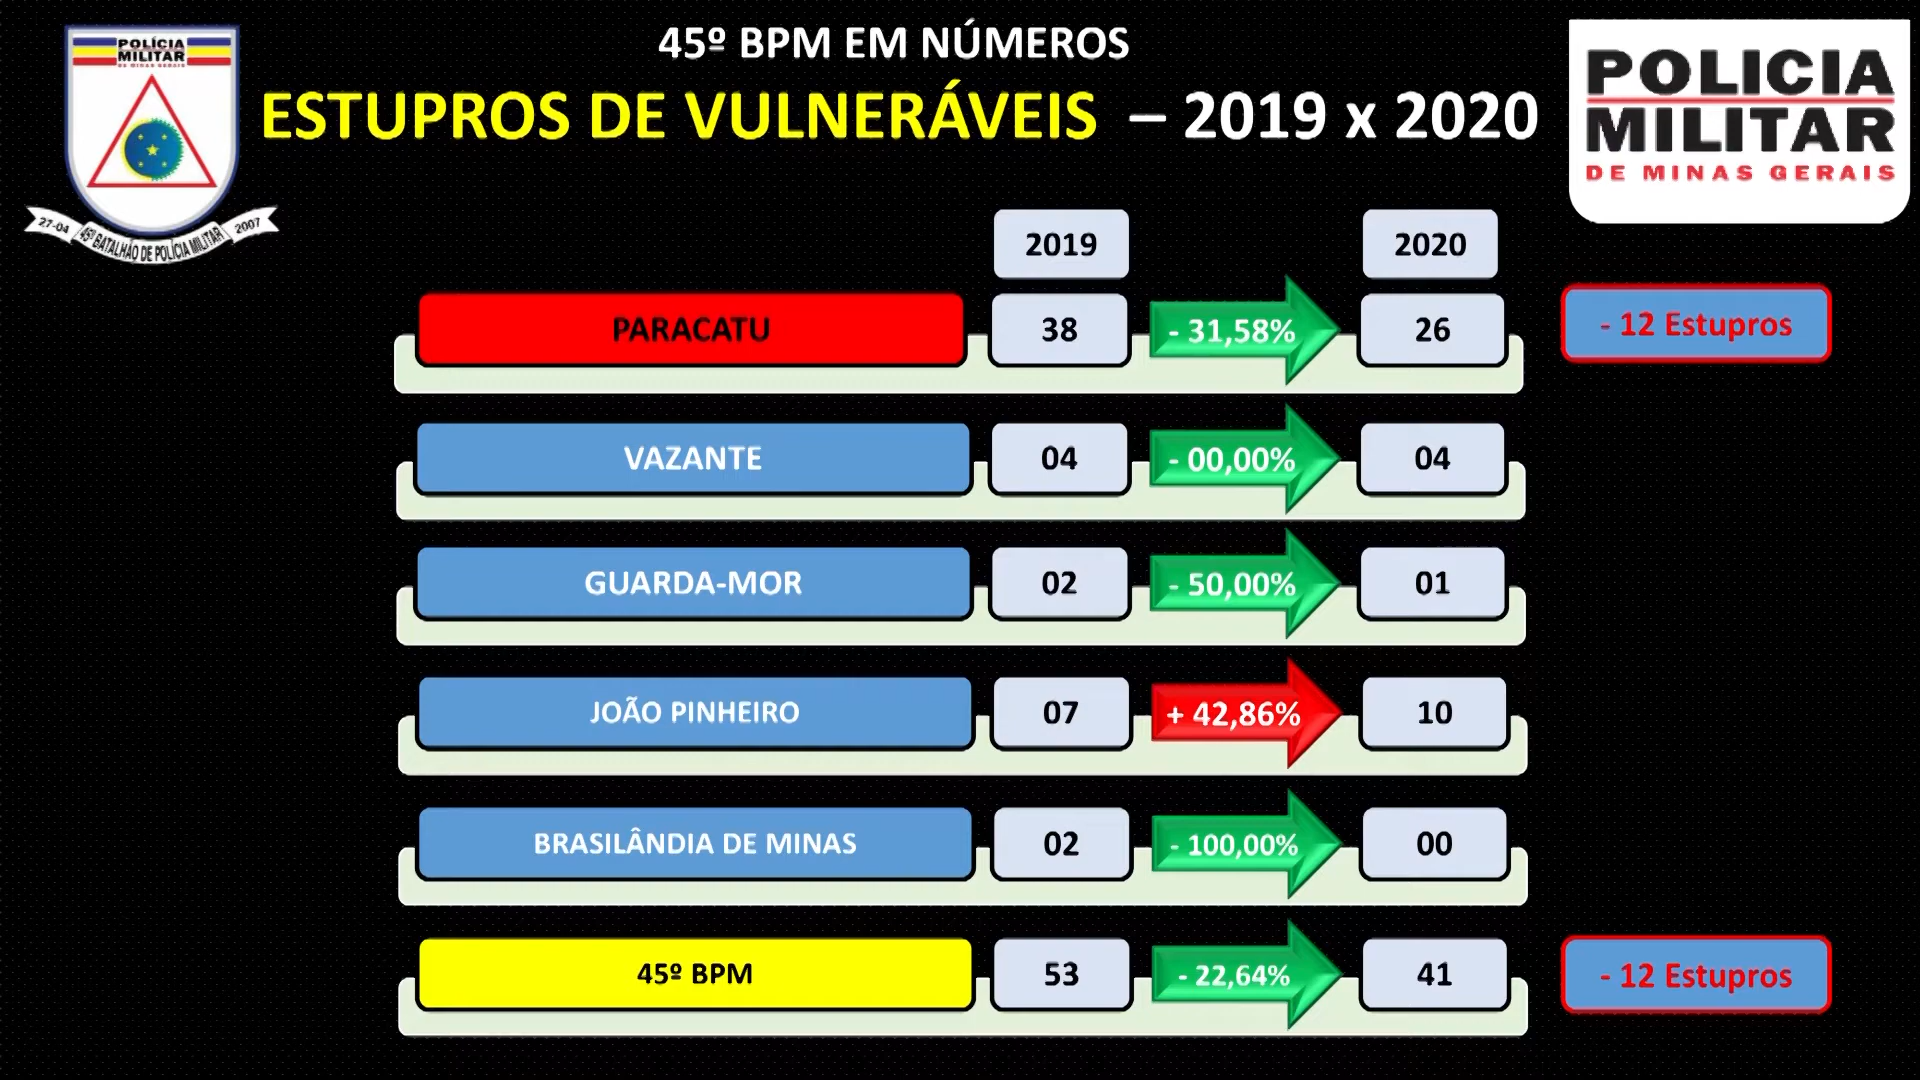 45º BPM EM NÚMEROS
ESTUPROS DE VULNERÁVEIS – 2019 x 2020
POLÍCIA
MILITAR
DE MINAS GERAIS
27-04 45º BATALHÃO DE POLÍCIA MILITAR 2007
POLICIA
MILITAR
DE MINAS GERAIS
2019 2020
PARACATU 38 - 31,58% 26 - 12 Estupros
VAZANTE 04 - 00,00% 04
GUARDA-MOR 02 - 50,00% 01
JOÃO PINHEIRO 07 + 42,86% 10
BRASILÂNDIA DE MINAS 02 - 100,00% 00
45º BPM 53 - 22,64% 41 - 12 Estupros